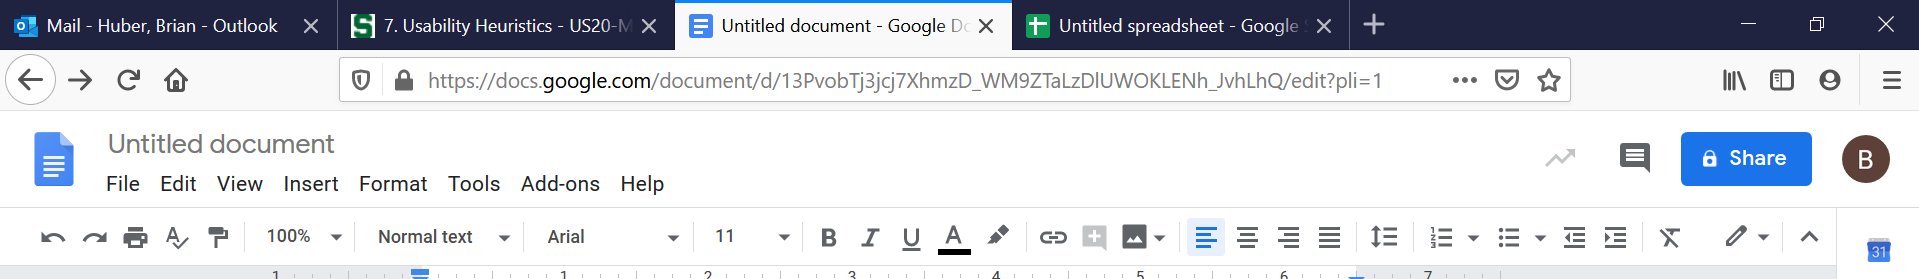 Mail - Huber, Brian - Outlook 7. Usability Heuristics - US20-M Untitled document - Google Do Untitled spreadsheet - Google S
https://docs.google.com/document/d/13PvobTj3jcj7XhmzD_WM9ZTaLzDlUWOKLENh_JvhLhQ/edit?pli=1
Untitled document
Share B
File Edit View Insert Format Tools Add-ons Help
100% Normal text Arial 11 B I U A
31
1 1 2 3 4 5 6 7